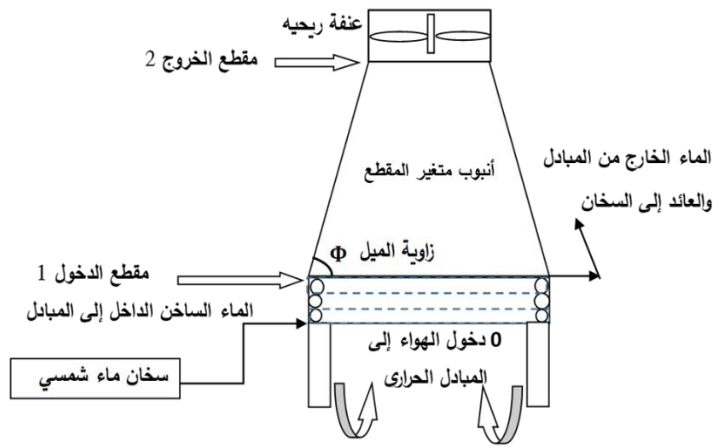 عنفة ريحيه
مقطع الخروج 2
الماء الخارج من المبادل
والعائد إلى السخان
أنبوب متغير المقطع
زاوية الميل Φ
مقطع الدخول 1
الماء الساخن الداخل إلى المبادل
0 دخول الهواء إلى
المبادل الحرارى
سخان ماء شمسي